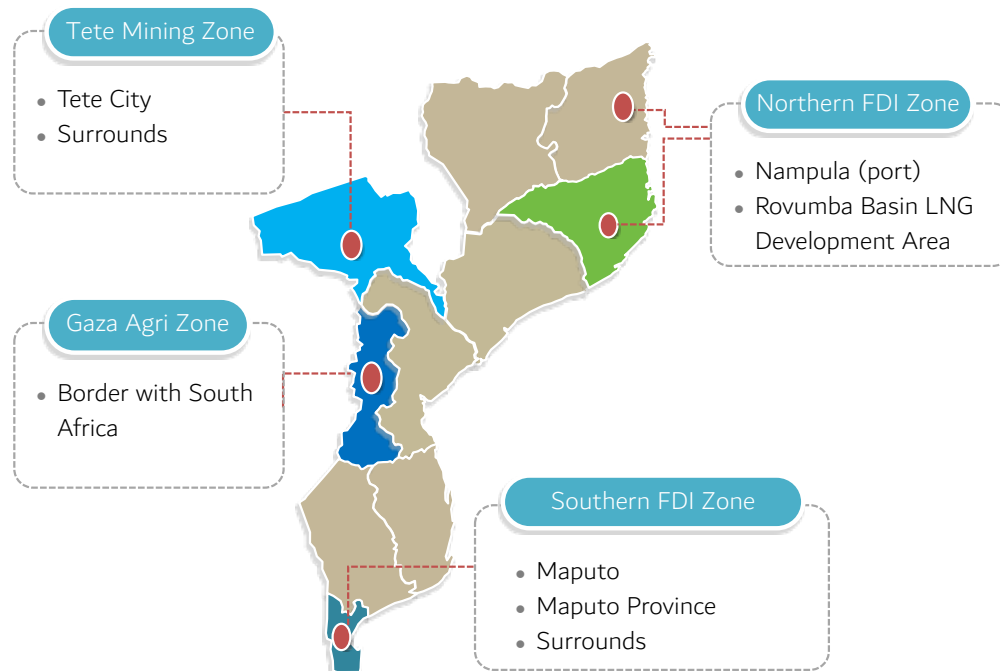 Tete Mining Zone
• Tete City
• Surrounds
Northern FDI Zone
• Nampula (port)
• Rovumba Basin LNG
Development Area
Gaza Agri Zone
• Border with South
Africa
Southern FDI Zone
• Maputo
• Maputo Province
• Surrounds